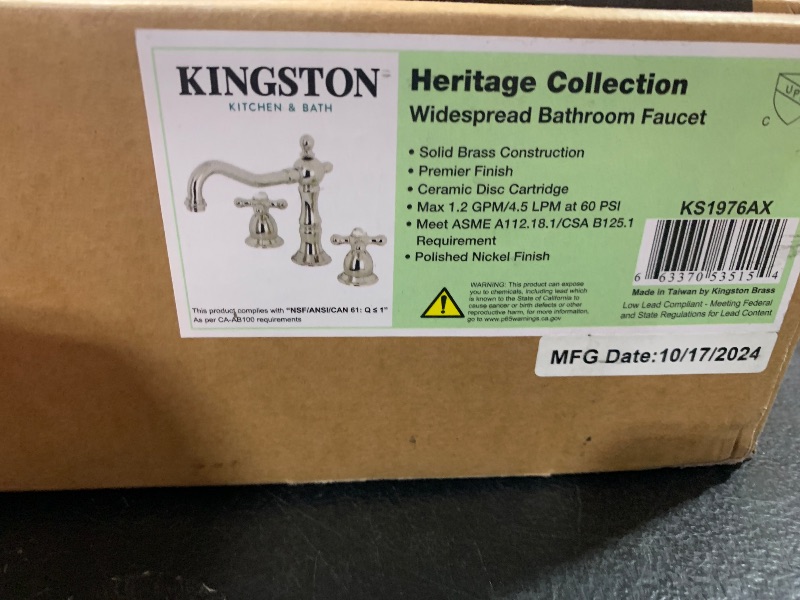 KINGSTON
KITCHEN & BATH
This product complies with "NSF/ANSI/CAN 61: Q ≤ 1"
As per CA-AB100 requirements
Heritage Collection
Widespread Bathroom Faucet
• Solid Brass Construction
• Premier Finish
• Ceramic Disc Cartridge
• Max 1.2 GPM/4.5 LPM at 60 PSI
• Meet ASME A112.18.1/CSA B125.1
Requirement
• Polished Nickel Finish
WARNING: This product can expose
you to chemicals, including lead which
is known to the State of California to
cause cancer or birth defects or other
reproductive harm, for more information,
go to www.p65warnings.ca.gov
C
UP
KS1976AX
6 63370 53515 4
Made in Taiwan by Kingston Brass
Low Lead Compliant - Meeting Federal
and State Regulations for Lead Content
MFG Date:10/17/2024